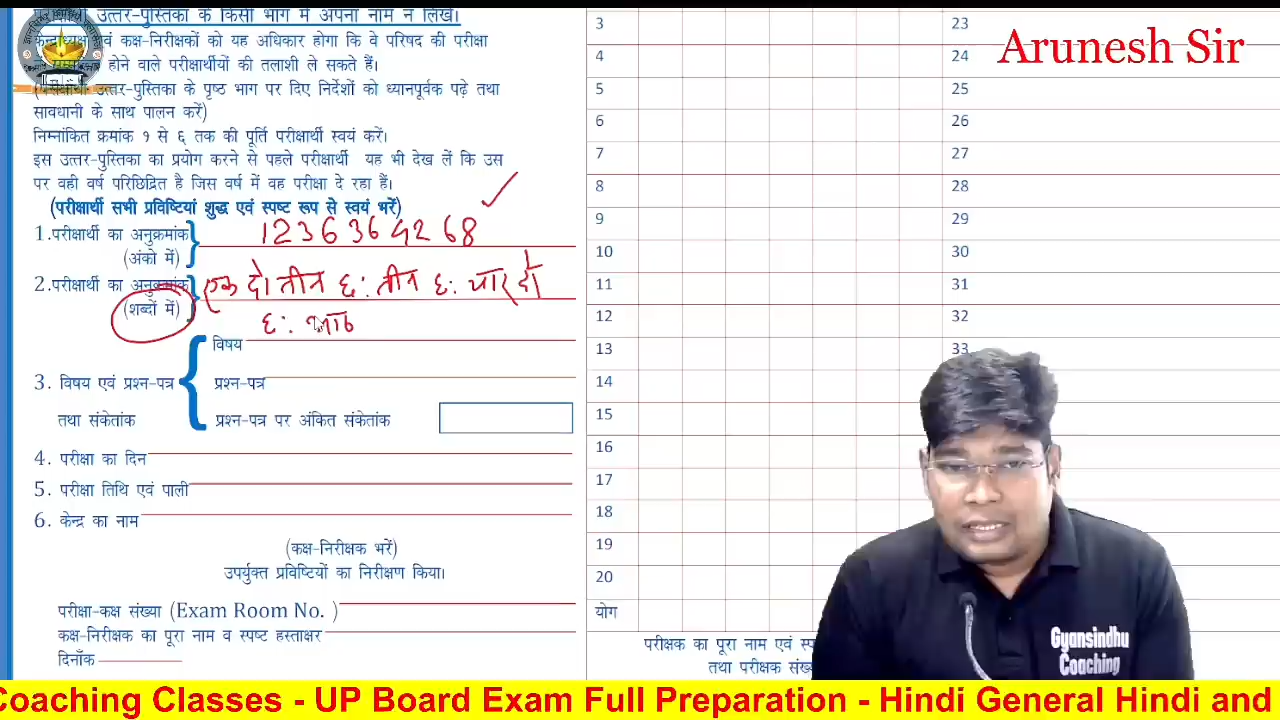 परीक्षार्थी उत्तर-पुस्तिका के किसी भाग में अपना नाम न लिखें।
केन्द्राध्यक्ष एवं कक्ष-निरीक्षकों को यह अधिकार होगा कि वे परिषद की परीक्षा
होने वाले परीक्षार्थीयों की तलाशी ले सकते हैं।
(परीक्षार्थी उत्तर-पुस्तिका के पृष्ठ भाग पर दिए निर्देशों को ध्यानपूर्वक पढ़े तथा
सावधानी के साथ पालन करें)
निम्नांकित क्रमांक १ से ६ तक की पूर्ति परीक्षार्थी स्वयं करें।
इस उत्तर-पुस्तिका का प्रयोग करने से पहले परीक्षार्थी यह भी देख लें कि उस
पर वही वर्ष परिछिद्रित है जिस वर्ष में वह परीक्षा दे रहा हैं।
(परीक्षार्थी सभी प्रविष्टियां शुद्ध एवं स्पष्ट रूप से स्वयं भरें)
1.परीक्षार्थी का अनुक्रमांक 1236364268
(अंको में)
2.परीक्षार्थी का अनुक्रमांक एक दो तीन छः तीन छः चार दो
(शब्दों में) छः आठ
विषय
3. विषय एवं प्रश्न-पत्र प्रश्न-पत्र
तथा संकेतांक प्रश्न-पत्र पर अंकित संकेतांक
4. परीक्षा का दिन
5. परीक्षा तिथि एवं पाली
6. केन्द्र का नाम
(कक्ष-निरीक्षक भरें)
उपर्युक्त प्रविष्टियों का निरीक्षण किया।
परीक्षा-कक्ष संख्या (Exam Room No. )
कक्ष-निरीक्षक का पूरा नाम व स्पष्ट हस्ताक्षर
दिनाँक
3 23
4 24
5 25
6 26
7 27
8 28
9 29
10 30
11 31
12 32
13 33
14
15
16
17
18
19
20
योग
परीक्षक का पूरा नाम एवं
तथा परीक्षक
Arunesh Sir
Gyansindhu
Coaching
Coaching Classes - UP Board Exam Full Preparation - Hindi General Hindi and